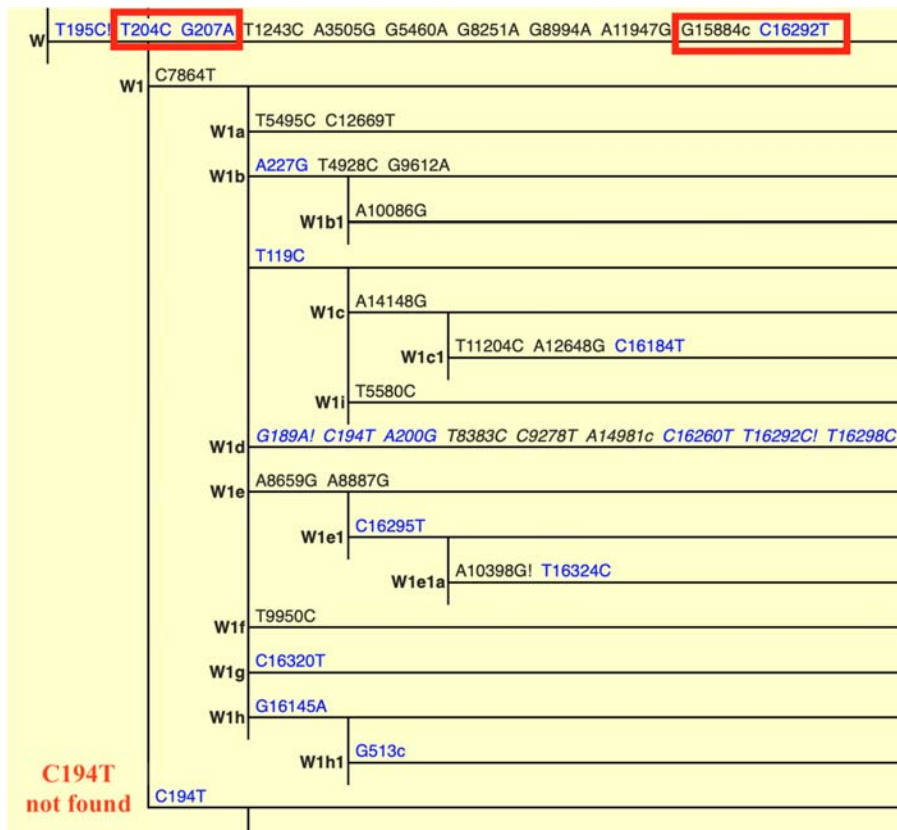 W T195C! T204C G207A T1243C A3505G G5460A G8251A G8994A A11947G G15884c C16292T
W1 C7864T
W1a T5495C C12669T
W1b A227G T4928C G9612A
W1b1 A10086G
T119C
W1c A14148G
W1c1 T11204C A12648G C16184T
W1i T5580C
W1d G189A! C194T A200G T8383C C9278T A14981c C16260T T16292C! T16298C
W1e A8659G A8887G
W1e1 C16295T
W1e1a A10398G! T16324C
W1f T9950C
W1g C16320T
W1h G16145A
W1h1 G513c
C194T
not found
C194T